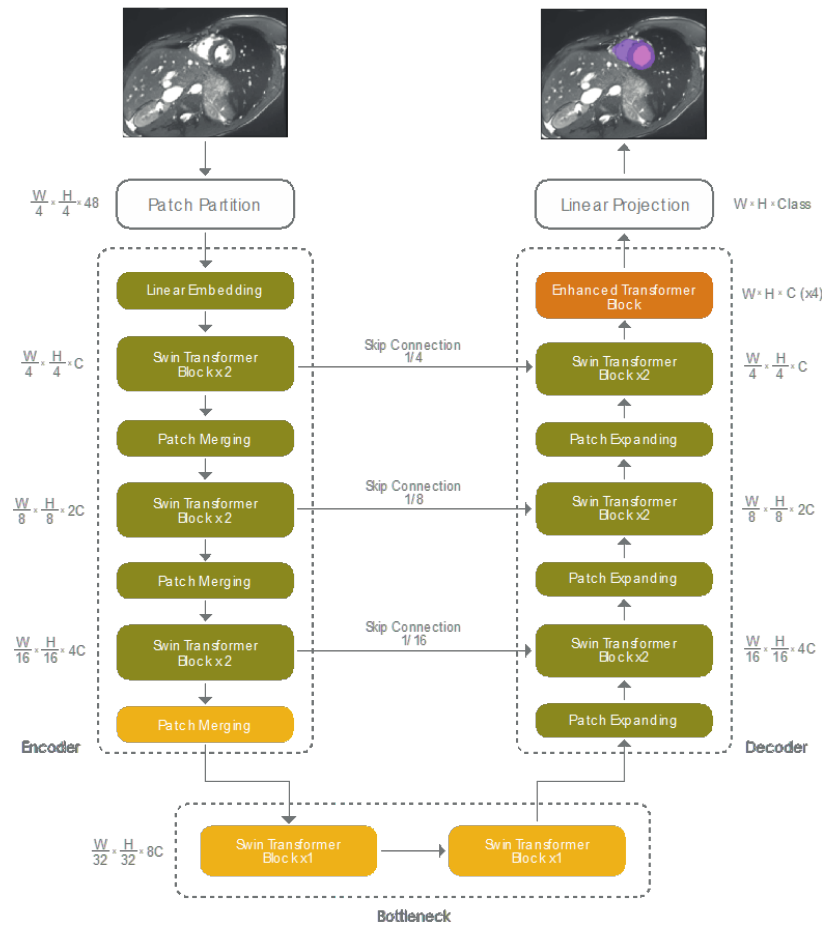 W/4 × H/4 × 48
Patch Partition
Linear Embedding
W/4 × H/4 × C
Swin Transformer
Block x 2
Patch Merging
W/8 × H/8 × 2C
Swin Transformer
Block x 2
Patch Merging
W/16 × H/16 × 4C
Swin Transformer
Block x 2
Patch Merging
Encoder
Skip Connection
1/4
Skip Connection
1/8
Skip Connection
1/16
W/32 × H/32 × 8C
Swin Transformer
Block x1
Swin Transformer
Block x1
Bottleneck
Linear Projection
W × H × Class
Enhanced Transformer
Block
W × H × C (x4)
Swin Transformer
Block x2
W/4 × H/4 × C
Patch Expanding
Swin Transformer
Block x2
W/8 × H/8 × 2C
Patch Expanding
Swin Transformer
Block x2
W/16 × H/16 × 4C
Patch Expanding
Decoder